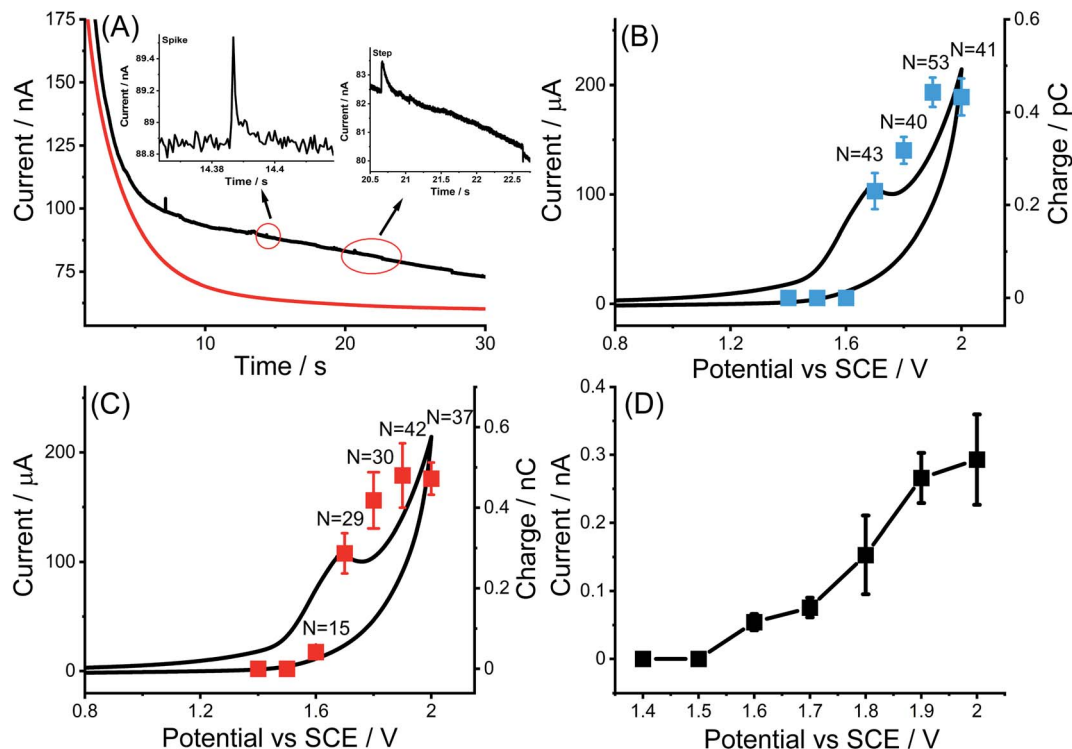 (A)
175
150
125
100
75
Current / nA
10
20
30
Time / s
Spike
89.4
89.2
89
88.8
Current / nA
14.38
14.4
Time / s
Step
83
82
81
80
Current / nA
20.5
21
21.5
22
22.5
Time / s
(B)
200
100
0
Current / μA
0.8
1.2
1.6
2
Potential vs SCE / V
0.6
0.4
0.2
0
Charge / pC
N=43
N=40
N=53
N=41
(C)
200
100
0
Current / μA
0.8
1.2
1.6
2
Potential vs SCE / V
0.6
0.4
0.2
0
Charge / nC
N=15
N=29
N=30
N=42
N=37
(D)
0.4
0.3
0.2
0.1
0
Current / nA
1.4
1.5
1.6
1.7
1.8
1.9
2
Potential vs SCE / V